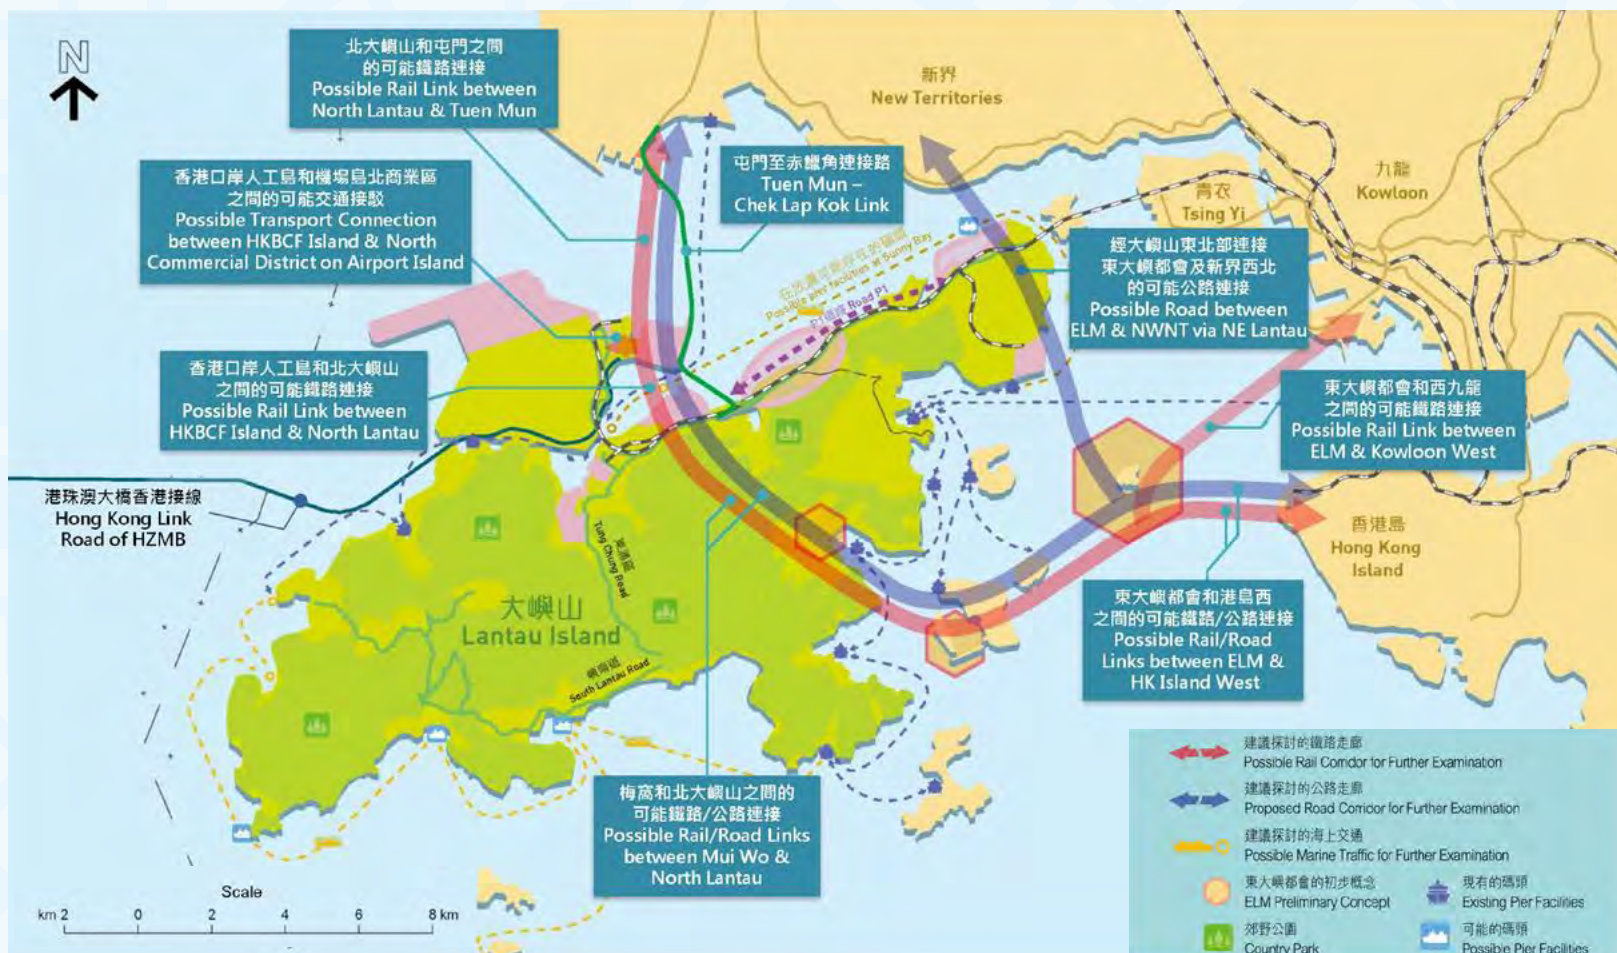 N
北大嶼山和屯門之間
的可能鐵路連接
Possible Rail Link between
North Lantau & Tuen Mun
新界
New Territories
香港口岸人工島和機場島北商業區
之間的可能交通接駁
Possible Transport Connection
between HKBCF Island & North
Commercial District on Airport Island
屯門至赤鱲角連接路
Tuen Mun –
Chek Lap Kok Link
青衣
Tsing Yi
九龍
Kowloon
Possible pier facilities at Sunny Bay
Road P1
經大嶼山東北部連接
東大嶼都會及新界西北
的可能公路連接
Possible Road between
ELM & NWNT via NE Lantau
香港口岸人工島和北大嶼山
之間的可能鐵路連接
Possible Rail Link between
HKBCF Island & North Lantau
東大嶼都會和西九龍
之間的可能鐵路連接
Possible Rail Link between
ELM & Kowloon West
港珠澳大橋香港接線
Hong Kong Link
Road of HZMB
東涌道
Tung Chung Road
香港島
Hong Kong
Island
大嶼山
Lantau Island
嶼南道
South Lantau Road
東大嶼都會和港島西
之間的可能鐵路/公路連接
Possible Rail/Road
Links between ELM &
HK Island West
梅窩和北大嶼山之間的
可能鐵路/公路連接
Possible Rail/Road Links
between Mui Wo &
North Lantau
建議探討的鐵路走廊
Possible Rail Corridor for Further Examination
建議探討的公路走廊
Proposed Road Corridor for Further Examination
建議探討的海上交通
Possible Marine Traffic for Further Examination
東大嶼都會的初步概念
ELM Preliminary Concept
現有的碼頭
Existing Pier Facilities
郊野公園
Country Park
可能的碼頭
Possible Pier Facilities
Scale
km 2 0 2 4 6 8 km